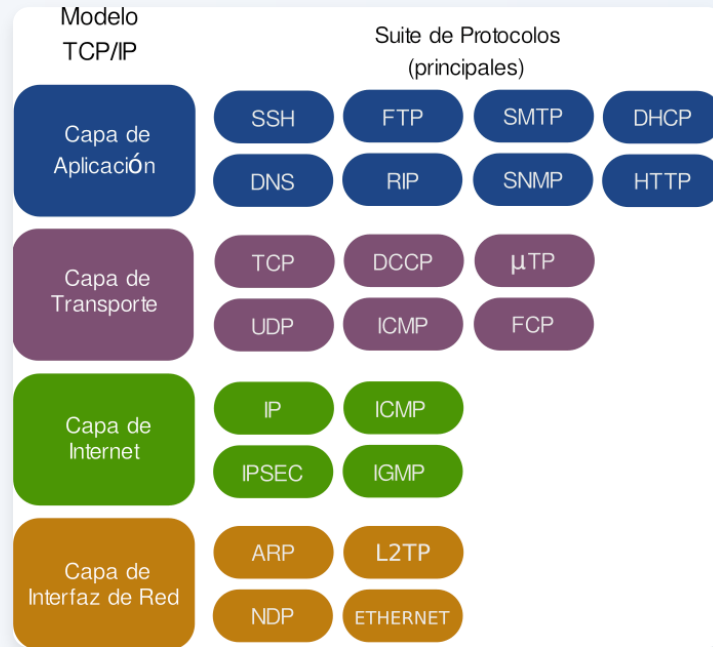 Modelo
TCP/IP
Suite de Protocolos
(principales)
Capa de
Aplicación
SSH
FTP
SMTP
DHCP
DNS
RIP
SNMP
HTTP
Capa de
Transporte
TCP
DCCP
μTP
UDP
ICMP
FCP
Capa de
Internet
IP
ICMP
IPSEC
IGMP
Capa de
Interfaz de Red
ARP
L2TP
NDP
ETHERNET